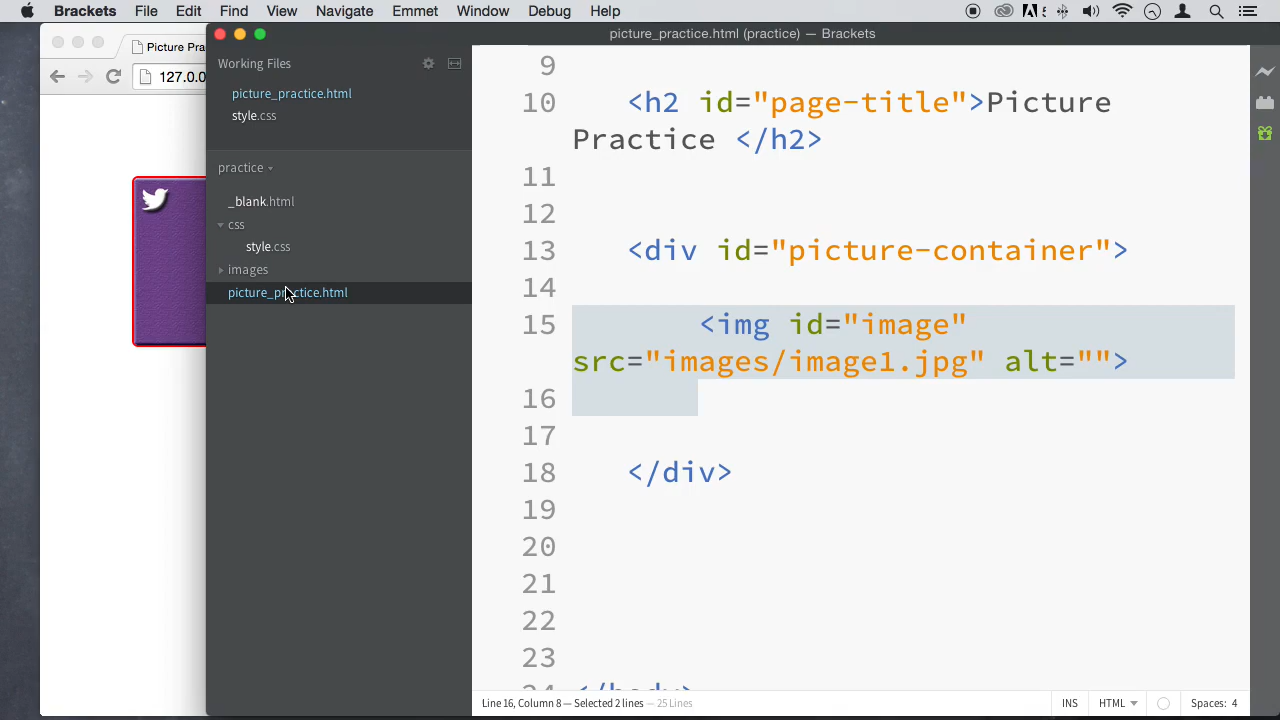 Brackets File Edit Find View Navigate Emmet Window Debug Help
picture_practice.html (practice) — Brackets
Picture Pra
127.0.0
Working Files
picture_practice.html
style.css
practice
_blank.html
css
style.css
images
picture_practice.html
9
10 <h2 id="page-title">Picture
Practice </h2>
11
12
13 <div id="picture-container">
14
15 <img id="image"
src="images/image1.jpg" alt="">
16
17
18 </div>
19
20
21
22
23
24 </body>
Line 16, Column 8 — Selected 2 lines — 25 Lines
INS HTML Spaces: 4